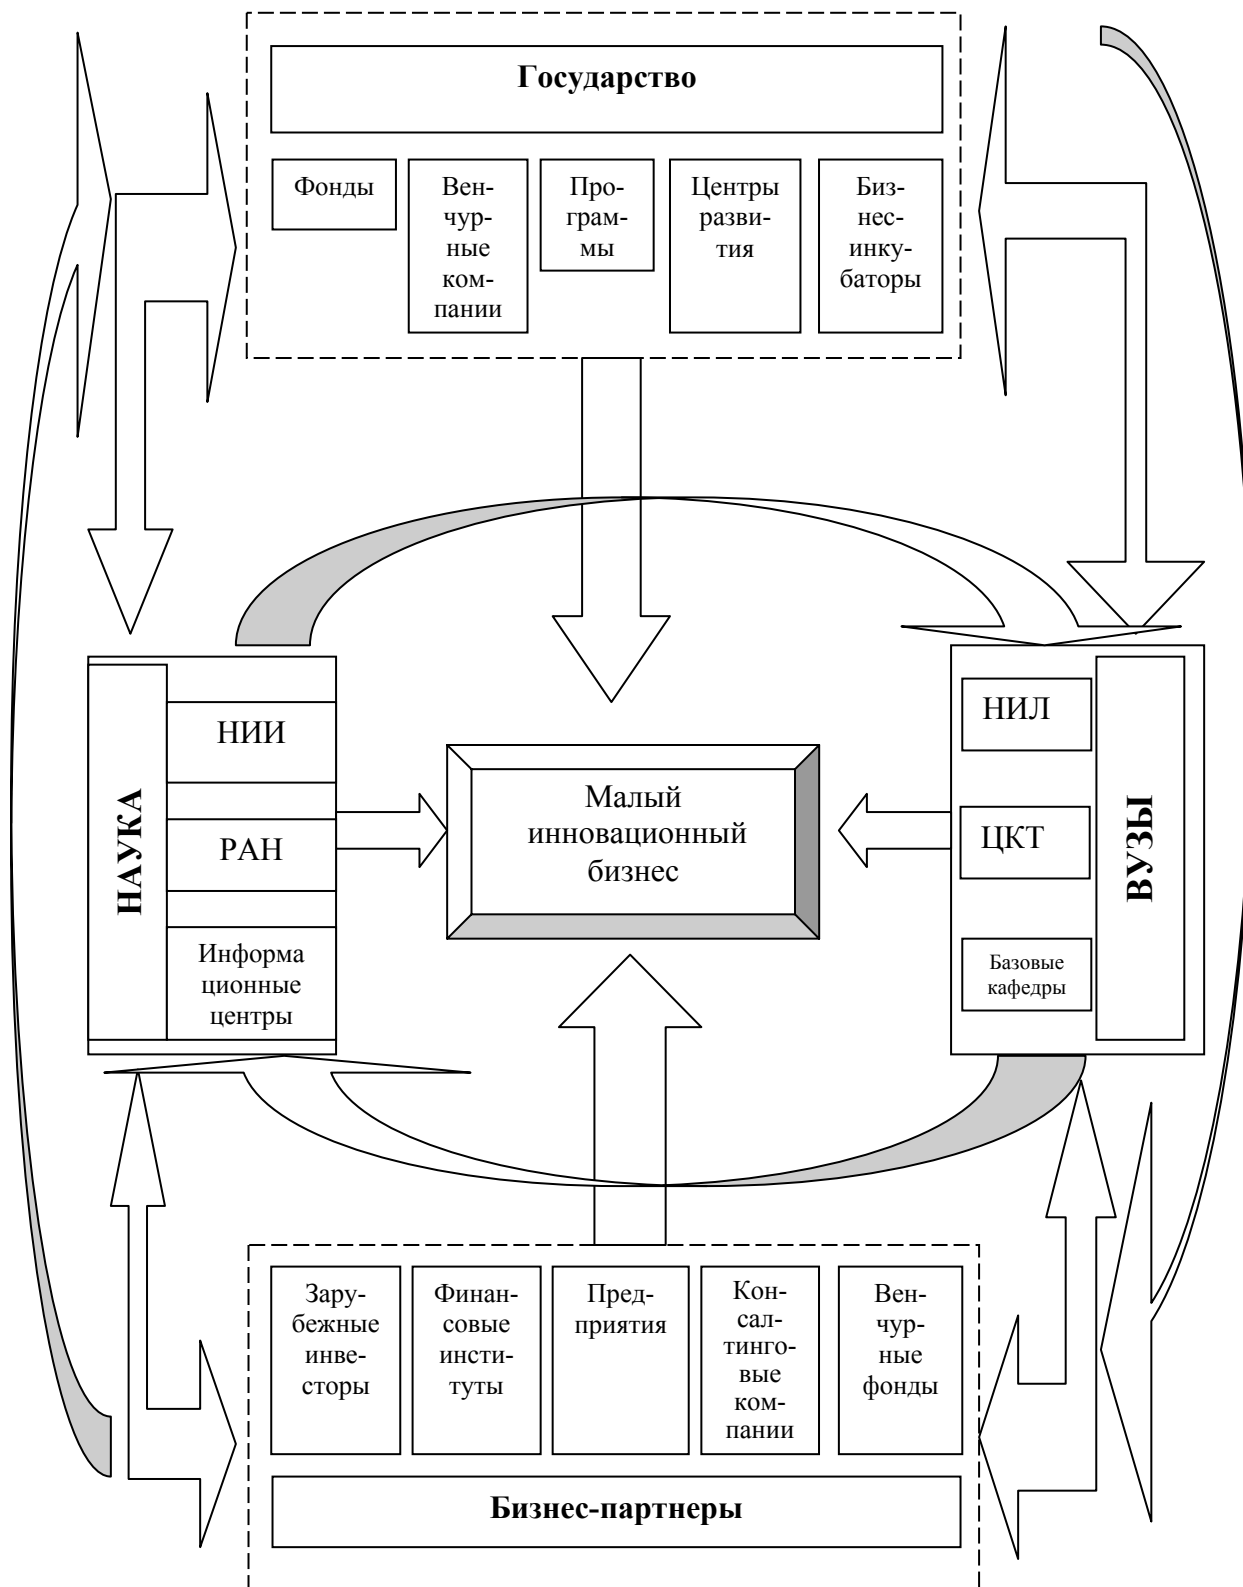 Государство
Фонды
Вен-
чур-
ные
ком-
пании
Про-
грам-
мы
Центры
разви-
тия
Биз-
нес-
инку-
баторы
НАУКА
НИИ
РАН
Информа
ционные
центры
Малый
инновационный
бизнес
НИЛ
ЦКТ
Базовые
кафедры
ВУЗЫ
Зару-
бежные
инве-
сторы
Финан-
совые
инсти-
туты
Пред-
приятия
Кон-
сал-
тинго-
вые
ком-
пании
Вен-
чур-
ные
фонды
Бизнес-партнеры